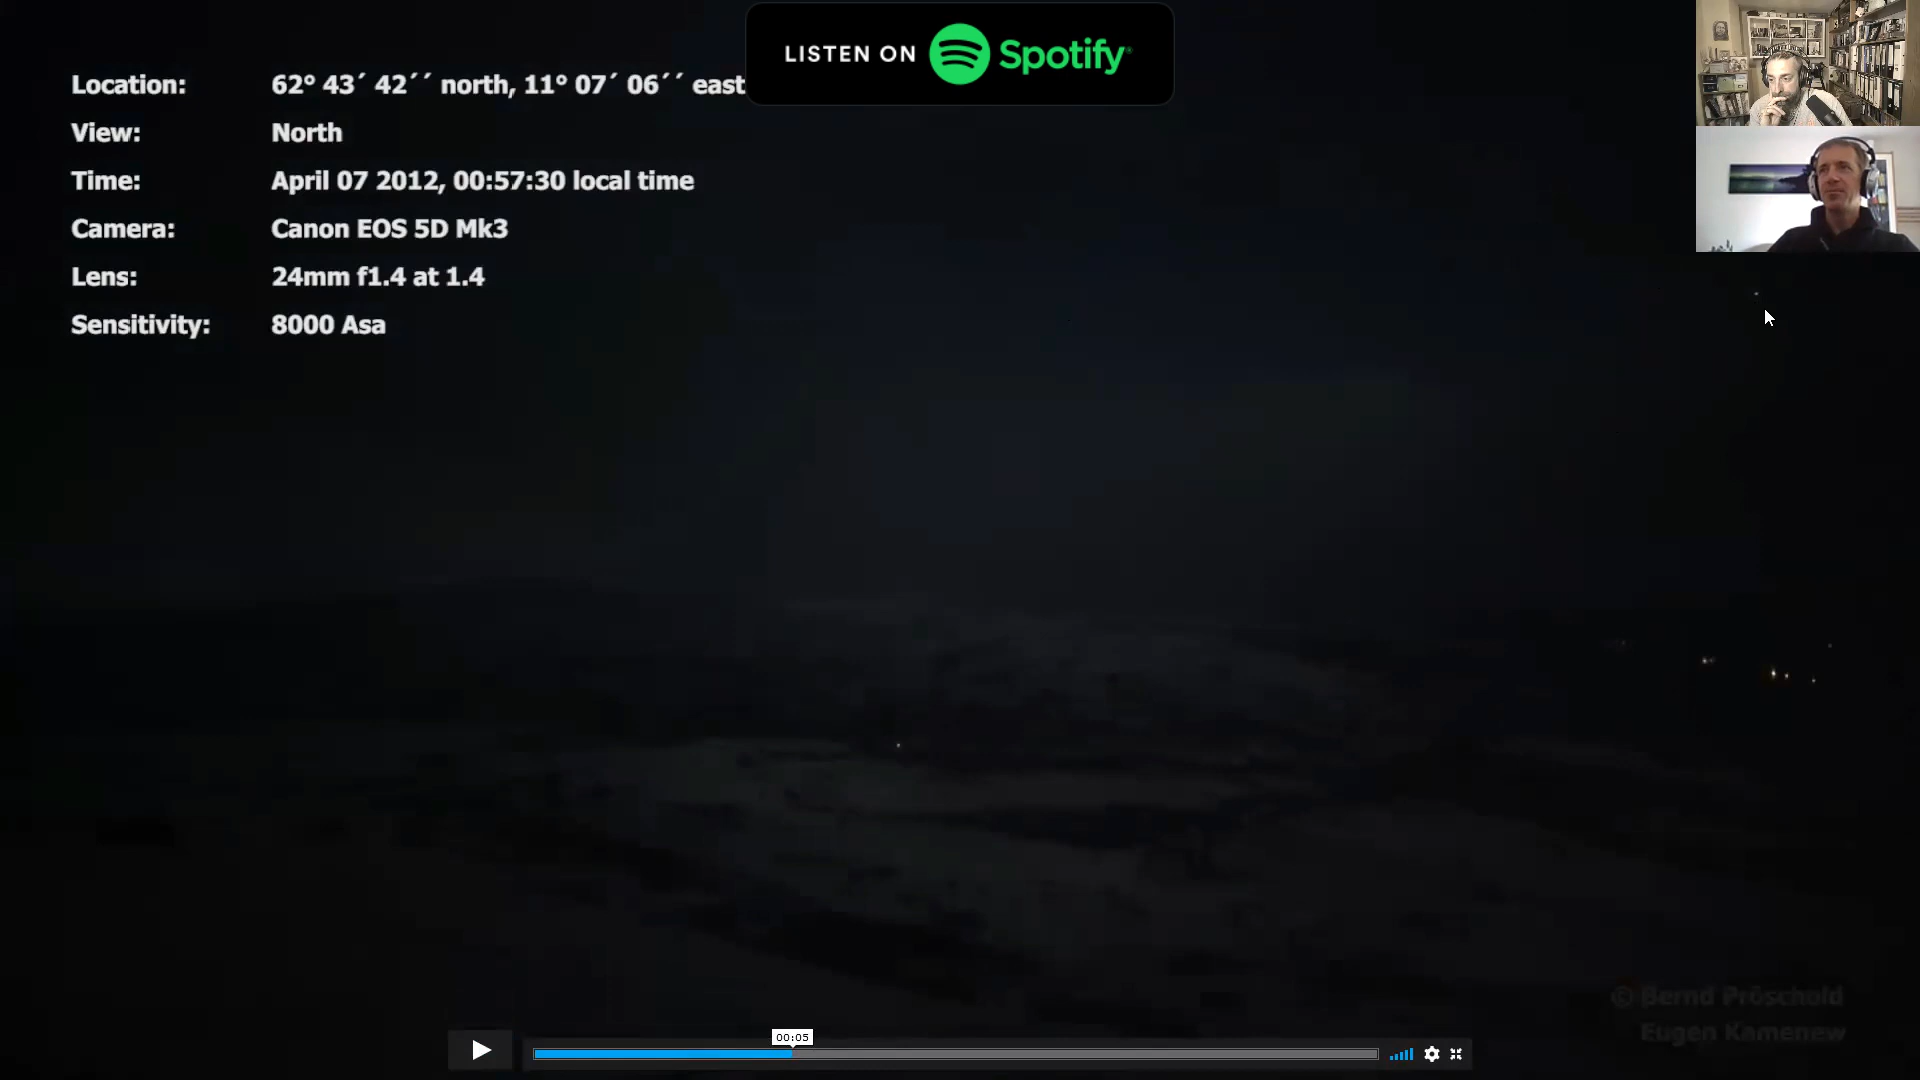 LISTEN ON Spotify
Location: 62° 43´ 42´´ north, 11° 07´ 06´´ east
View: North
Time: April 07 2012, 00:57:30 local time
Camera: Canon EOS 5D Mk3
Lens: 24mm f1.4 at 1.4
Sensitivity: 8000 Asa
© Bernd Pröschold
Eugen Kamenew
00:05